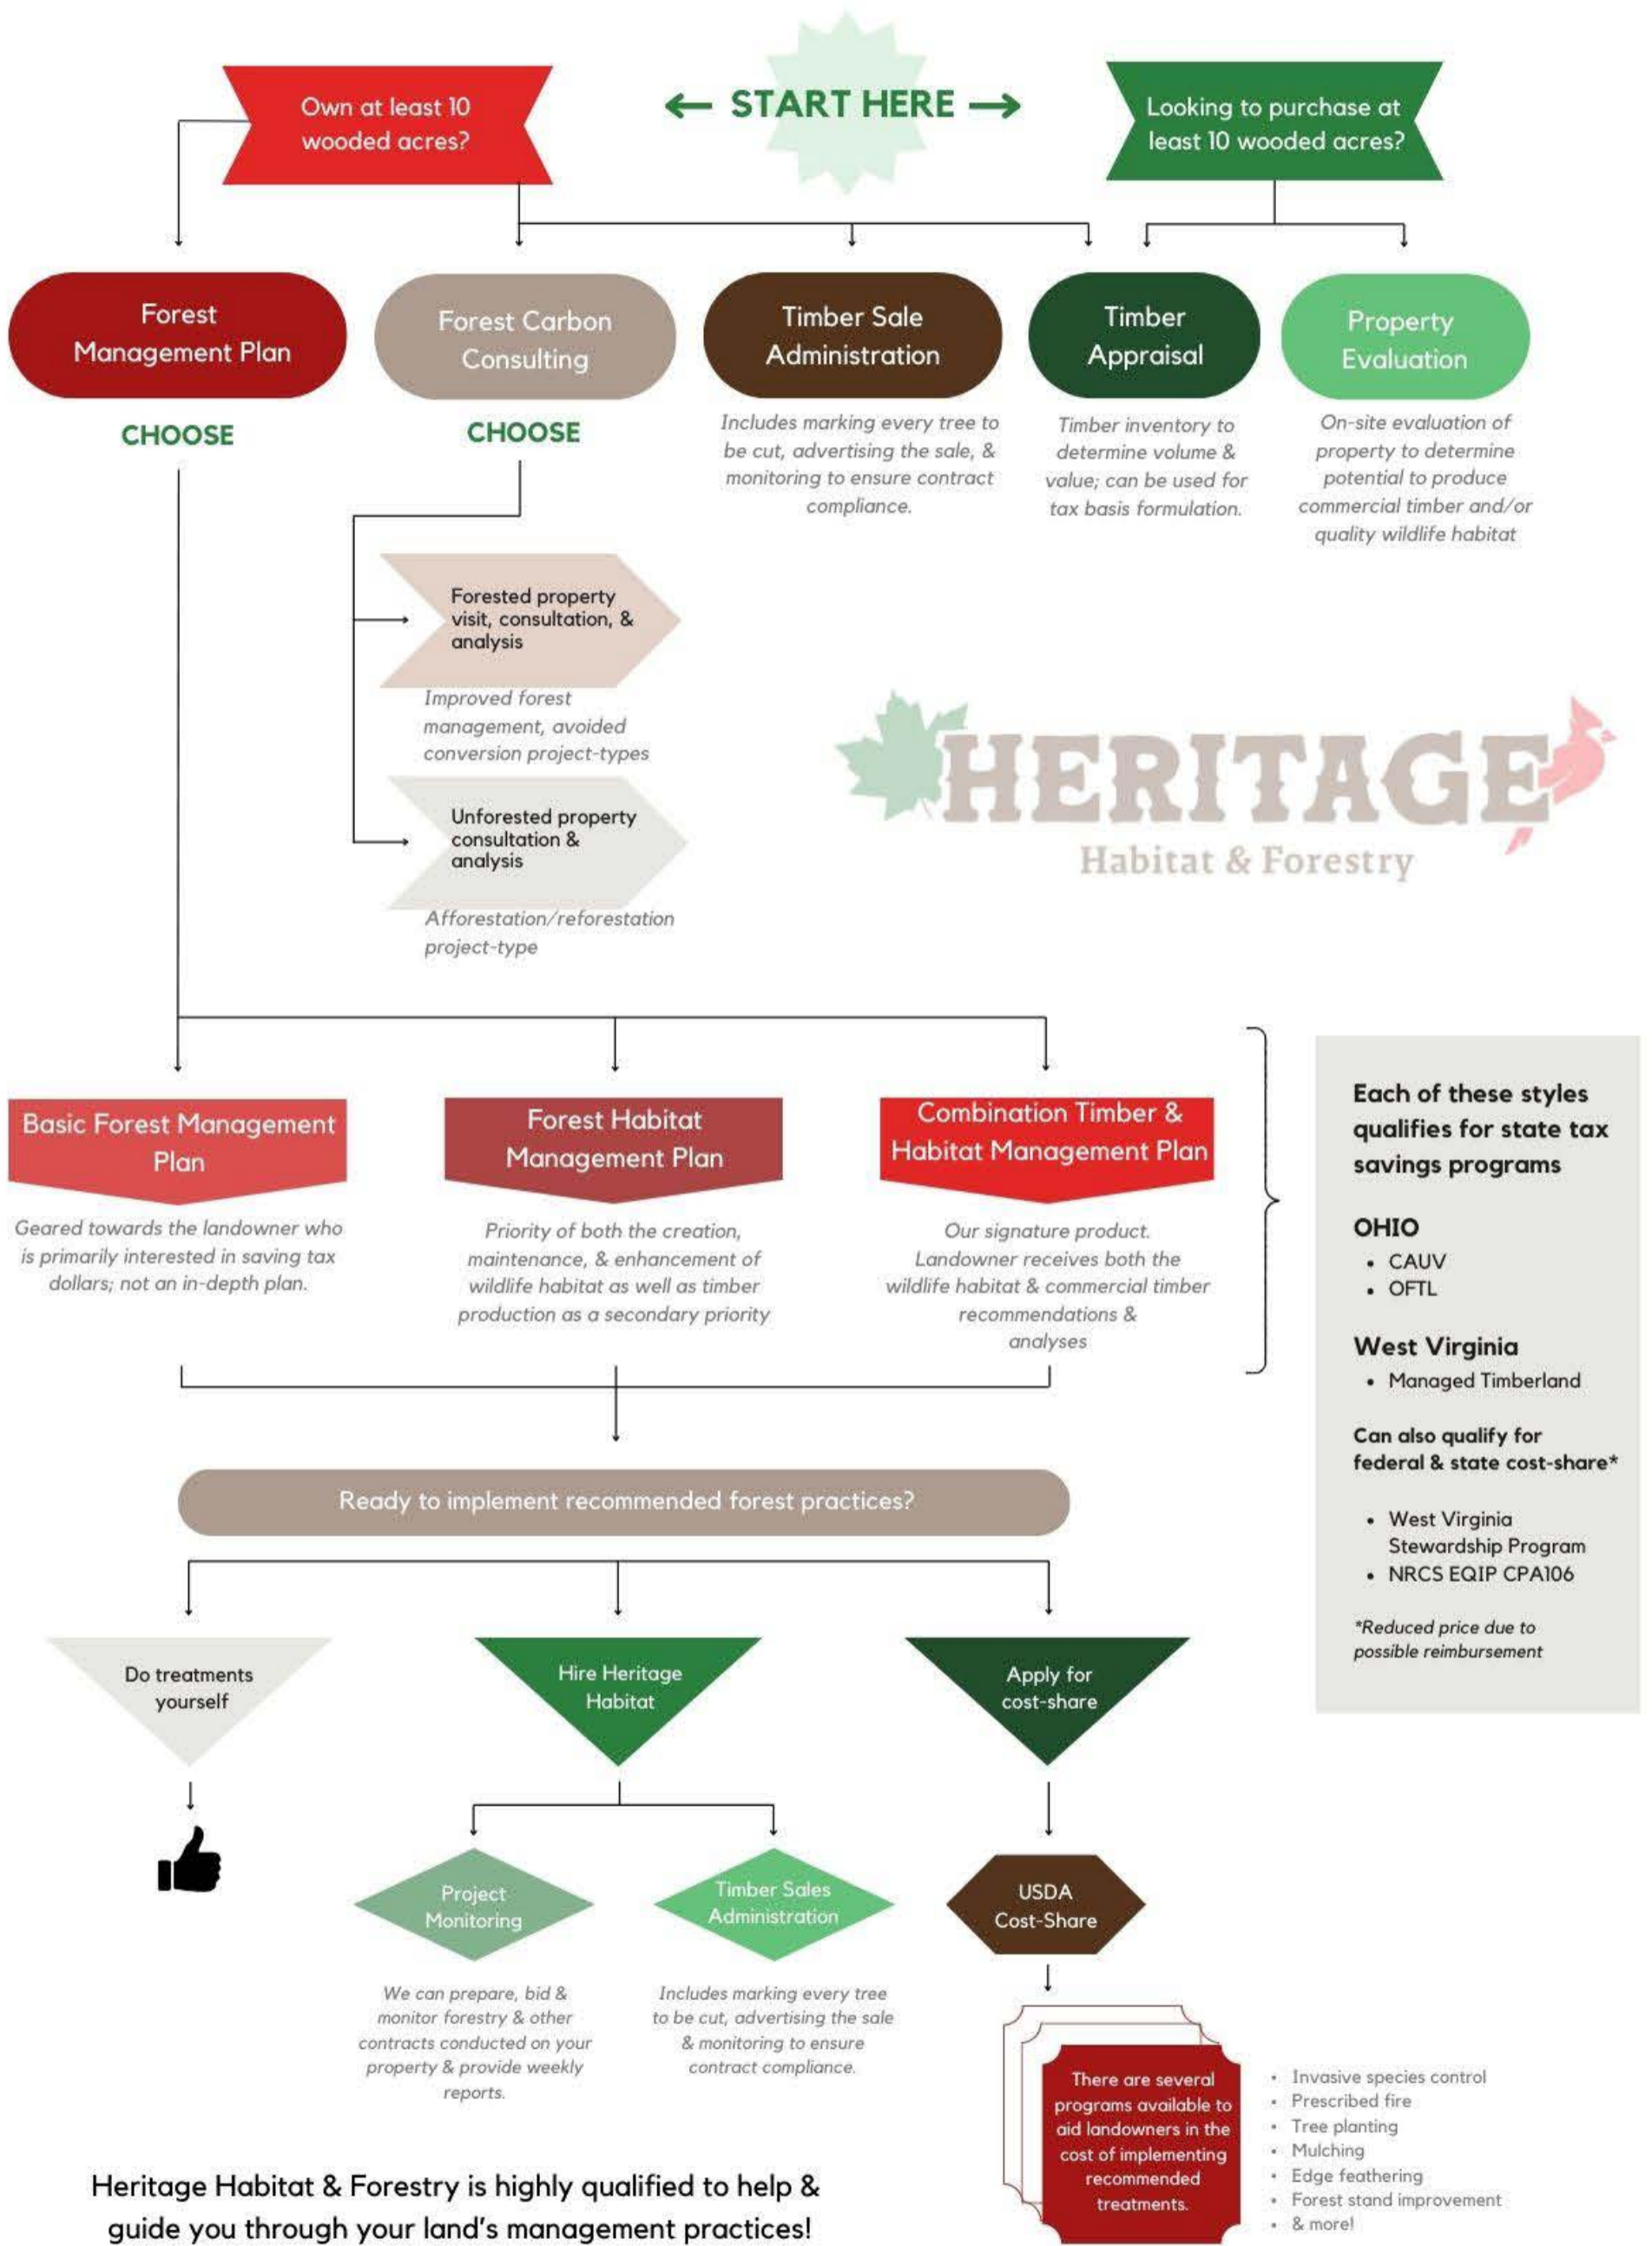 ← START HERE →
Own at least 10
wooded acres?
Looking to purchase at
least 10 wooded acres?
Forest
Management Plan
Forest Carbon
Consulting
Timber Sale
Administration
Timber
Appraisal
Property
Evaluation
CHOOSE
CHOOSE
Includes marking every tree to
be cut, advertising the sale, &
monitoring to ensure contract
compliance.
Timber inventory to
determine volume &
value; can be used for
tax basis formulation.
On-site evaluation of
property to determine
potential to produce
commercial timber and/or
quality wildlife habitat
Forested property
visit, consultation, &
analysis
Improved forest
management, avoided
conversion project-types
Unforested property
consultation &
analysis
Afforestation/reforestation
project-type
HERITAGE
Habitat & Forestry
Basic Forest Management
Plan
Geared towards the landowner who
is primarily interested in saving tax
dollars; not an in-depth plan.
Forest Habitat
Management Plan
Priority of both the creation,
maintenance, & enhancement of
wildlife habitat as well as timber
production as a secondary priority
Combination Timber &
Habitat Management Plan
Our signature product.
Landowner receives both the
wildlife habitat & commercial timber
recommendations &
analyses
Each of these styles
qualifies for state tax
savings programs
OHIO
• CAUV
• OFTL
West Virginia
• Managed Timberland
Can also qualify for
federal & state cost-share*
• West Virginia
Stewardship Program
• NRCS EQIP CPA106
*Reduced price due to
possible reimbursement
Ready to implement recommended forest practices?
Do treatments
yourself
Hire Heritage
Habitat
Apply for
cost-share
Project
Monitoring
Timber Sales
Administration
USDA
Cost-Share
We can prepare, bid &
monitor forestry & other
contracts conducted on your
property & provide weekly
reports.
Includes marking every tree
to be cut, advertising the sale
& monitoring to ensure
contract compliance.
There are several
programs available to
aid landowners in the
cost of implementing
recommended
treatments.
• Invasive species control
• Prescribed fire
• Tree planting
• Mulching
• Edge feathering
• Forest stand improvement
• & more!
Heritage Habitat & Forestry is highly qualified to help &
guide you through your land's management practices!